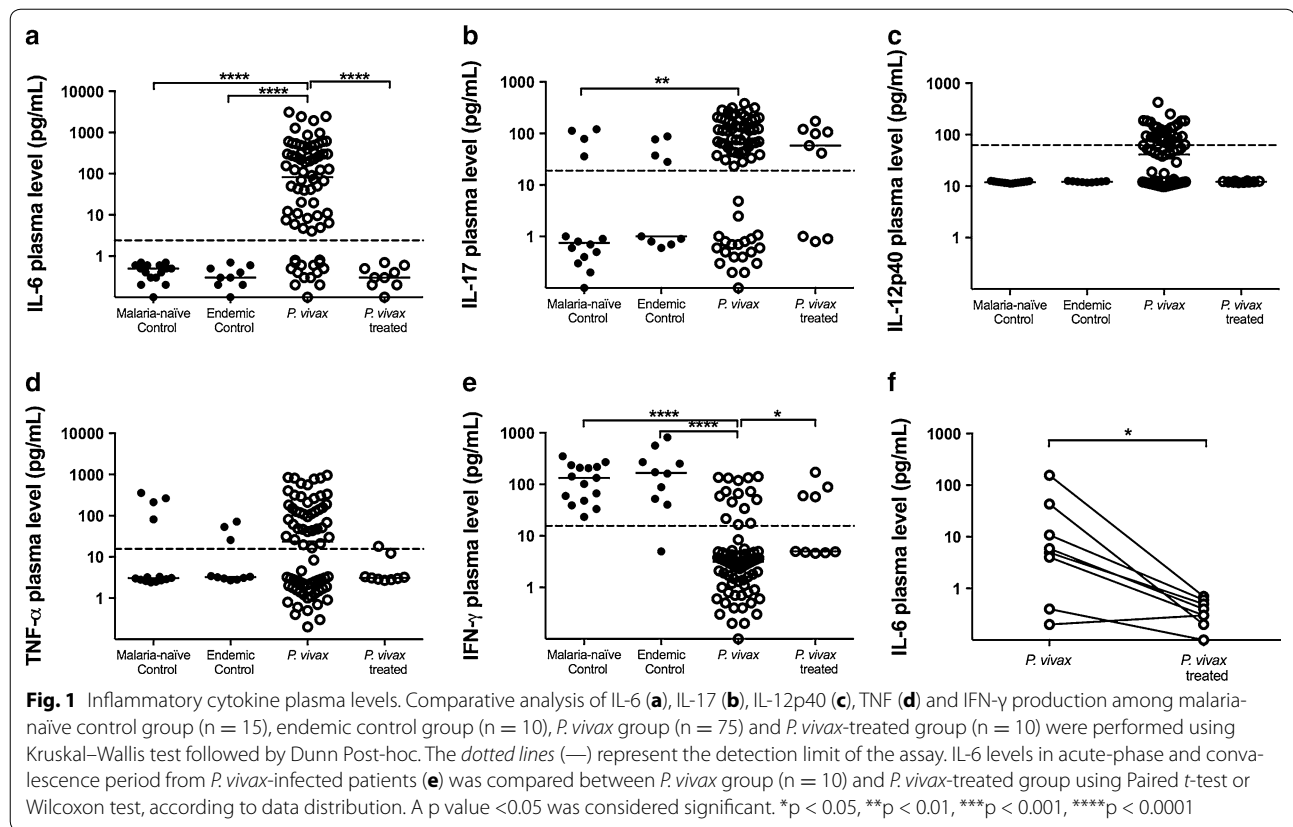 a
IL-6 plasma level (pg/mL)
10000
1000
100
10
1
****
****
****
Malaria-naïve Control
Endemic Control
P. vivax
P. vivax treated
b
IL-17 plasma level (pg/mL)
1000
100
10
1
**
Malaria-naïve Control
Endemic Control
P. vivax
P. vivax treated
c
IL-12p40 plasma level (pg/mL)
1000
100
10
1
Malaria-naïve Control
Endemic Control
P. vivax
P. vivax treated
d
TNF-α plasma level (pg/mL)
10000
1000
100
10
1
Malaria-naïve Control
Endemic Control
P. vivax
P. vivax treated
e
IFN-γ plasma level (pg/mL)
1000
100
10
1
****
****
*
Malaria-naïve Control
Endemic Control
P. vivax
P. vivax treated
f
IL-6 plasma level (pg/mL)
1000
100
10
1
*
P. vivax
P. vivax treated
Fig. 1 Inflammatory cytokine plasma levels. Comparative analysis of IL-6 (a), IL-17 (b), IL-12p40 (c), TNF (d) and IFN-γ production among malaria-
naïve control group (n = 15), endemic control group (n = 10), P. vivax group (n = 75) and P. vivax-treated group (n = 10) were performed using
Kruskal–Wallis test followed by Dunn Post-hoc. The dotted lines (—) represent the detection limit of the assay. IL-6 levels in acute-phase and conva-
lescence period from P. vivax-infected patients (e) was compared between P. vivax group (n = 10) and P. vivax-treated group using Paired t-test or
Wilcoxon test, according to data distribution. A p value <0.05 was considered significant. *p < 0.05, **p < 0.01, ***p < 0.001, ****p < 0.0001